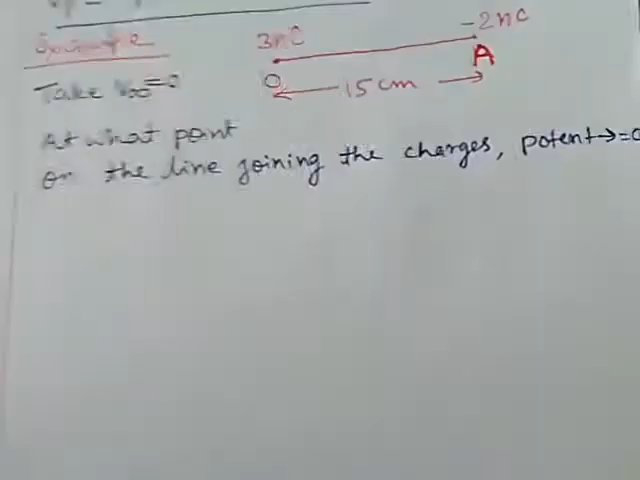 Example
3nC
-2nC
Take V∞=0
O
A
15 cm
At what point
on the line joining the charges, potent→=0